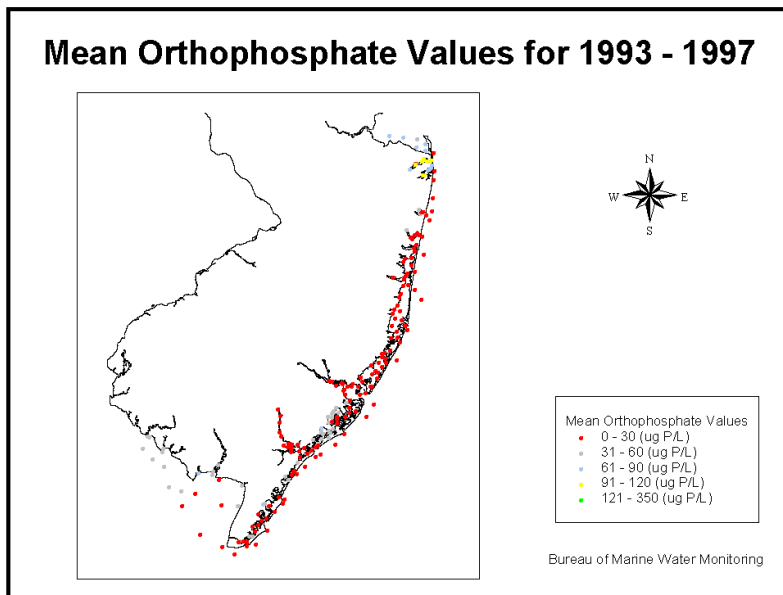 Mean Orthophosphate Values for 1993 - 1997
N
W
E
S
Mean Orthophosphate Values
0 - 30 (ug P/L)
31 - 60 (ug P/L)
61 - 90 (ug P/L)
91 - 120 (ug P/L)
121 - 350 (ug P/L)
Bureau of Marine Water Monitoring